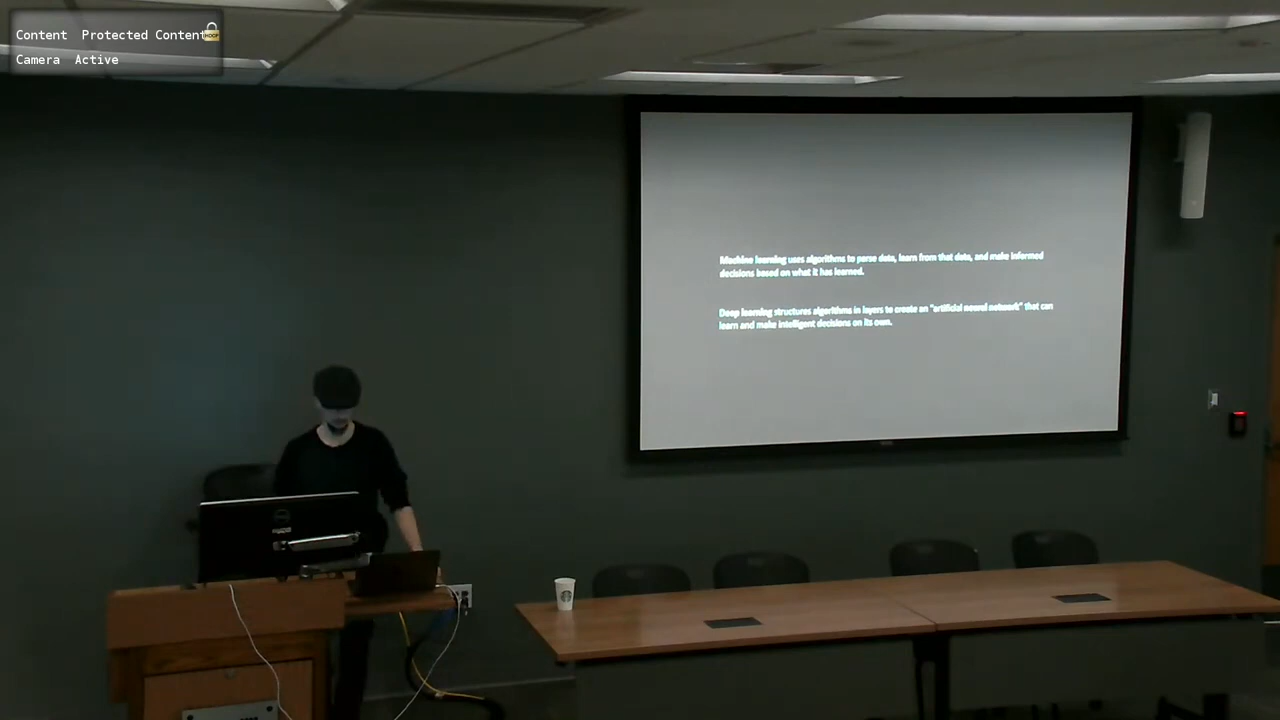 Content Protected Content
Camera Active
Machine learning uses algorithms to parse data, learn from that data, and make informed
decisions based on what it has learned.
Deep learning structures algorithms in layers to create an "artificial neural network" that can
learn and make intelligent decisions on its own.